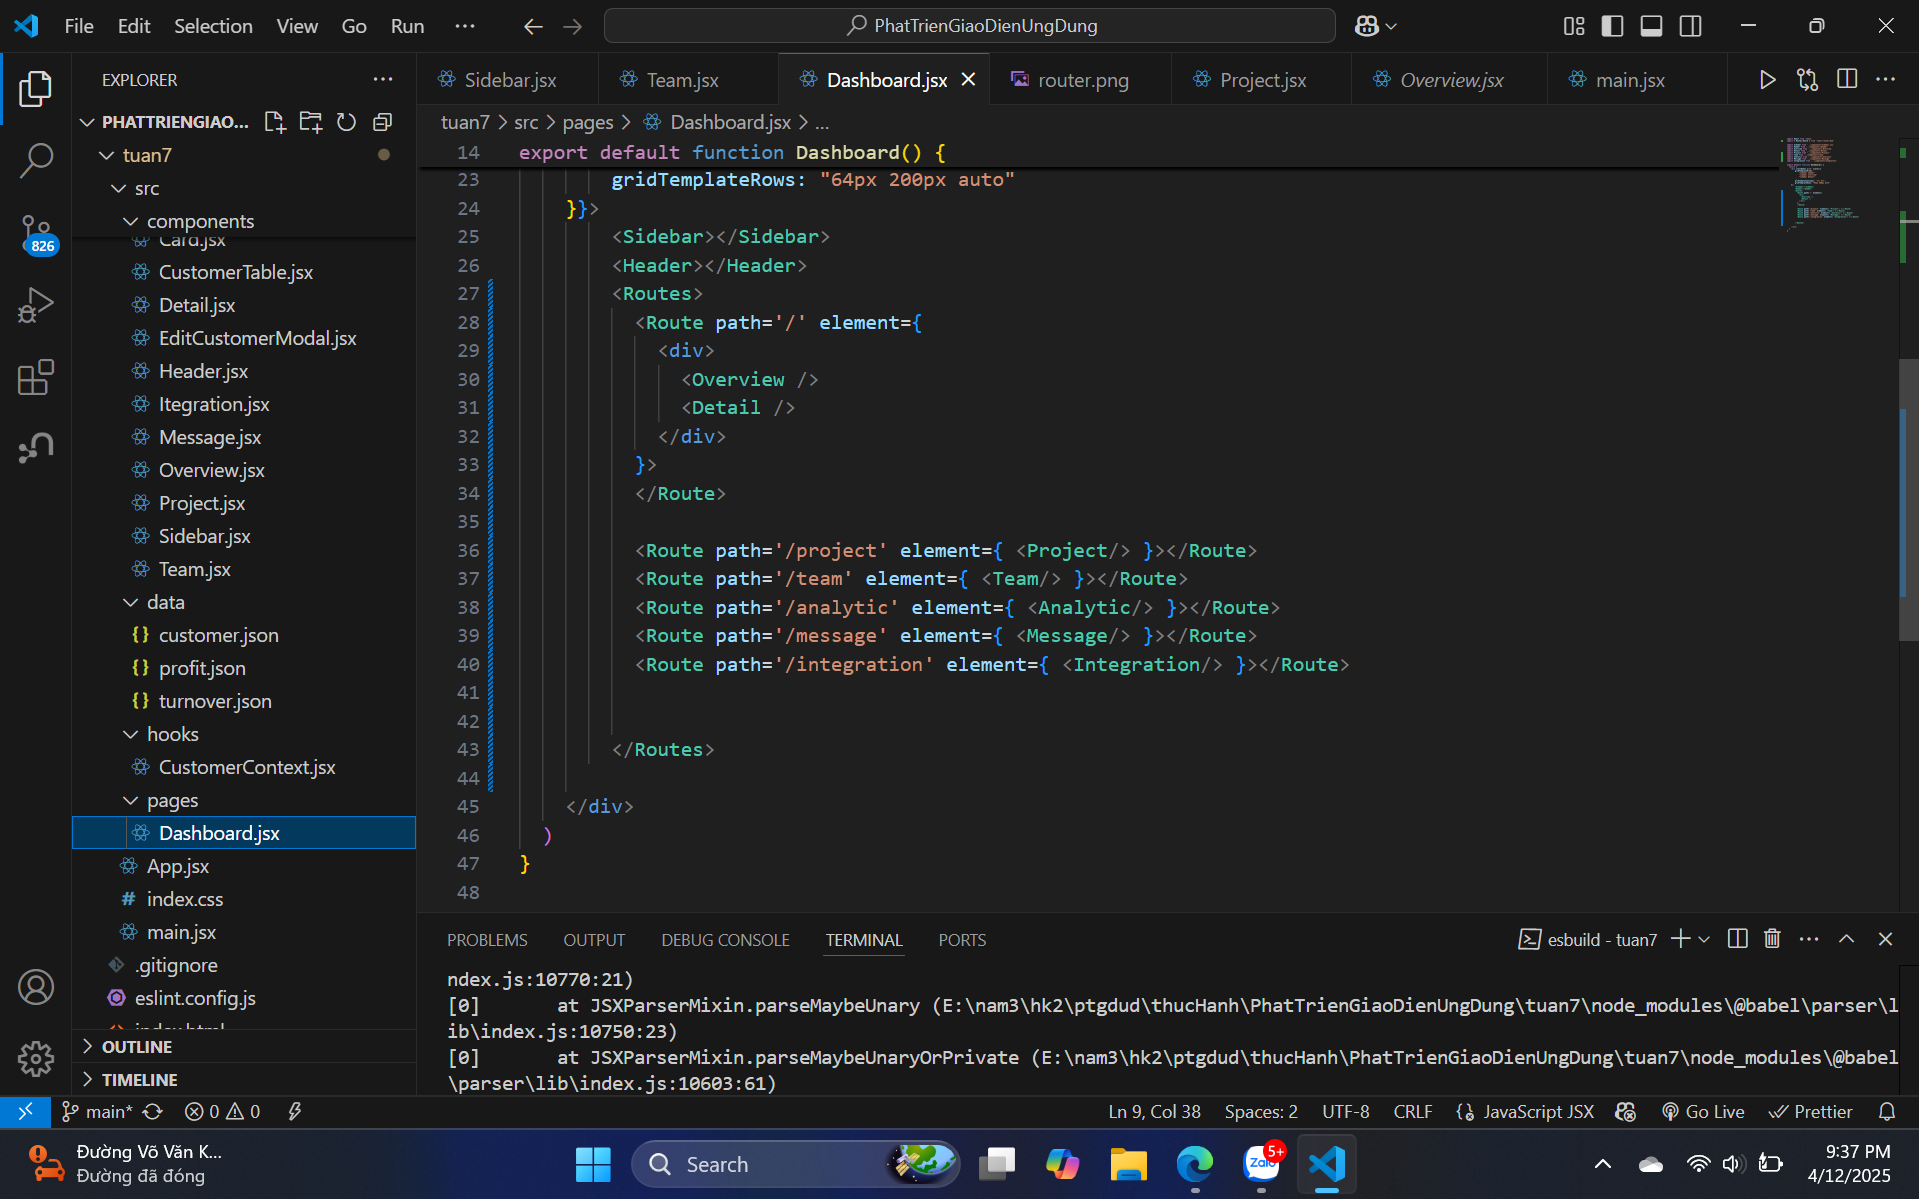 File Edit Selection View Go Run
PhatTrienGiaoDienUngDung
EXPLORER
PHATTRIENGIAO...
tuan7
src
components
Card.jsx
CustomerTable.jsx
Detail.jsx
EditCustomerModal.jsx
Header.jsx
Itegration.jsx
Message.jsx
Overview.jsx
Project.jsx
Sidebar.jsx
Team.jsx
data
{} customer.json
{} profit.json
{} turnover.json
hooks
CustomerContext.jsx
pages
Dashboard.jsx
App.jsx
# index.css
main.jsx
.gitignore
eslint.config.js
index.html
OUTLINE
TIMELINE
826
Sidebar.jsx Team.jsx Dashboard.jsx router.png Project.jsx Overview.jsx main.jsx
tuan7 > src > pages > Dashboard.jsx > ...
14 export default function Dashboard() {
23 gridTemplateRows: "64px 200px auto"
24 }}>
25 <Sidebar></Sidebar>
26 <Header></Header>
27 <Routes>
28 <Route path='/' element={
29 <div>
30 <Overview />
31 <Detail />
32 </div>
33 }>
34 </Route>
35
36 <Route path='/project' element={ <Project/> }></Route>
37 <Route path='/team' element={ <Team/> }></Route>
38 <Route path='/analytic' element={ <Analytic/> }></Route>
39 <Route path='/message' element={ <Message/> }></Route>
40 <Route path='/integration' element={ <Integration/> }></Route>
41
42
43 </Routes>
44
45 </div>
46 )
47 }
48
PROBLEMS OUTPUT DEBUG CONSOLE TERMINAL PORTS
esbuild - tuan7
ndex.js:10770:21)
[0] at JSXParserMixin.parseMaybeUnary (E:\nam3\hk2\ptgdud\thucHanh\PhatTrienGiaoDienUngDung\tuan7\node_modules\@babel\parser\l
ib\index.js:10750:23)
[0] at JSXParserMixin.parseMaybeUnaryOrPrivate (E:\nam3\hk2\ptgdud\thucHanh\PhatTrienGiaoDienUngDung\tuan7\node_modules\@babel
\parser\lib\index.js:10603:61)
main* 0 0 Ln 9, Col 38 Spaces: 2 UTF-8 CRLF JavaScript JSX Go Live Prettier
Đường Võ Văn K...
Đường đã đóng
Search
Zalo
5+
9:37 PM
4/12/2025